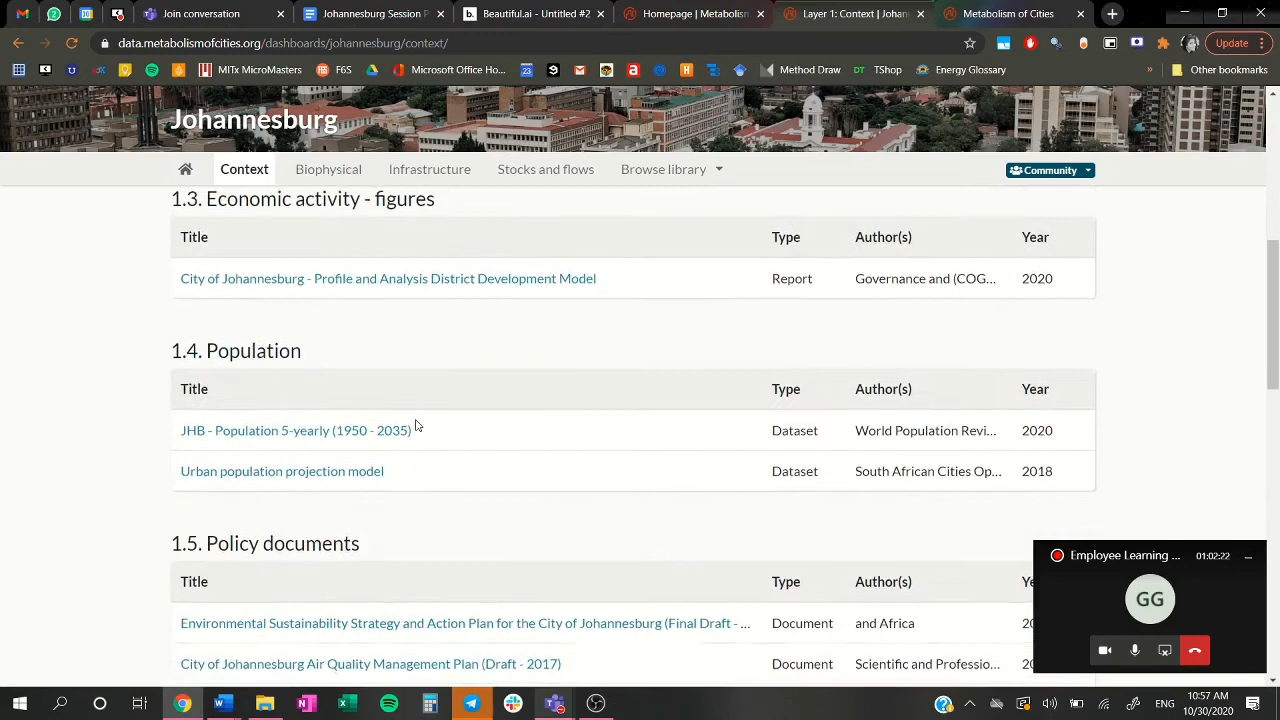 Join conversation
Johannesburg Session P
Beautiful.ai - Untitled #2
Homepage | Metabolism
Layer 1: Context | Johan
Metabolism of Cities
data.metabolismofcities.org/dashboards/johannesburg/context/
Update
MITx MicroMasters
F6S
Microsoft Office Ho...
Method Draw
DT TShop
Energy Glossary
Other bookmarks
Johannesburg
Context
Biophysical
Infrastructure
Stocks and flows
Browse library
Community
1.3. Economic activity - figures
Title Type Author(s) Year
City of Johannesburg - Profile and Analysis District Development Model Report Governance and (COG... 2020
1.4. Population
Title Type Author(s) Year
JHB - Population 5-yearly (1950 - 2035) Dataset World Population Revi... 2020
Urban population projection model Dataset South African Cities Op... 2018
1.5. Policy documents
Title Type Author(s)
Environmental Sustainability Strategy and Action Plan for the City of Johannesburg (Final Draft - ... Document and Africa
City of Johannesburg Air Quality Management Plan (Draft - 2017) Document Scientific and Professio...
Employee Learning ... 01:02:22
GG
ENG
10:57 AM
10/30/2020